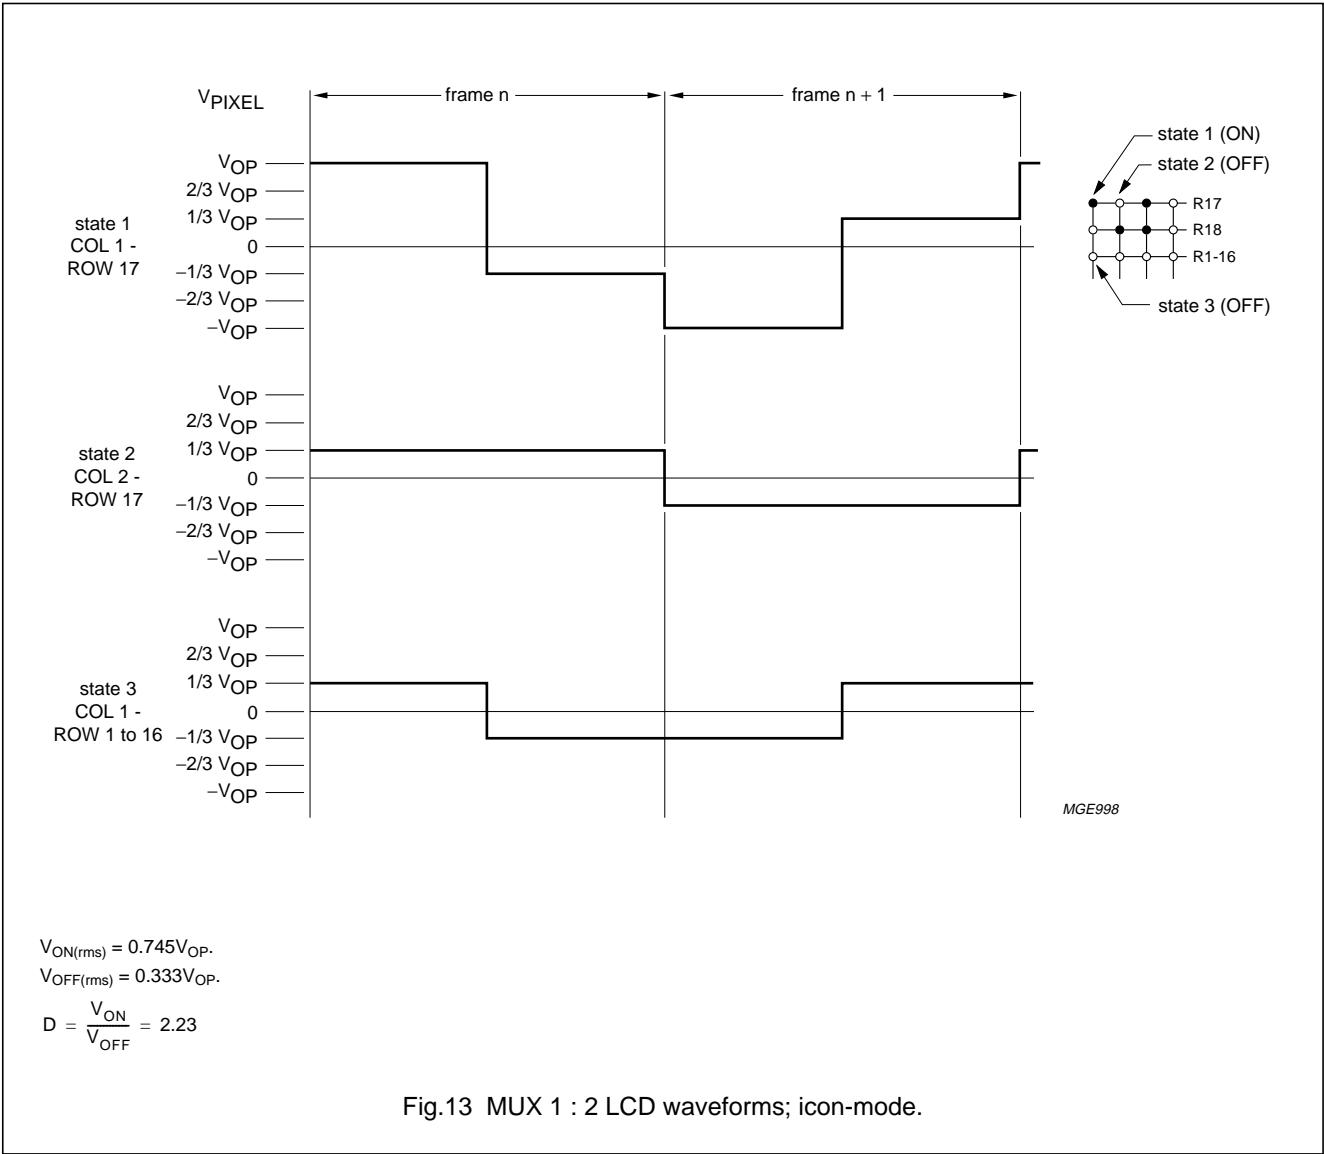 VPIXEL
frame n
frame n + 1
VOP
2/3 VOP
1/3 VOP
0
−1/3 VOP
−2/3 VOP
−VOP
state 1
COL 1 -
ROW 17
state 1 (ON)
state 2 (OFF)
R17
R18
R1-16
state 3 (OFF)
VOP
2/3 VOP
1/3 VOP
0
−1/3 VOP
−2/3 VOP
−VOP
state 2
COL 2 -
ROW 17
VOP
2/3 VOP
1/3 VOP
0
−1/3 VOP
−2/3 VOP
−VOP
state 3
COL 1 -
ROW 1 to 16
MGE998
VON(rms) = 0.745VOP.
VOFF(rms) = 0.333VOP.
D = VON / VOFF = 2.23
Fig.13 MUX 1 : 2 LCD waveforms; icon-mode.